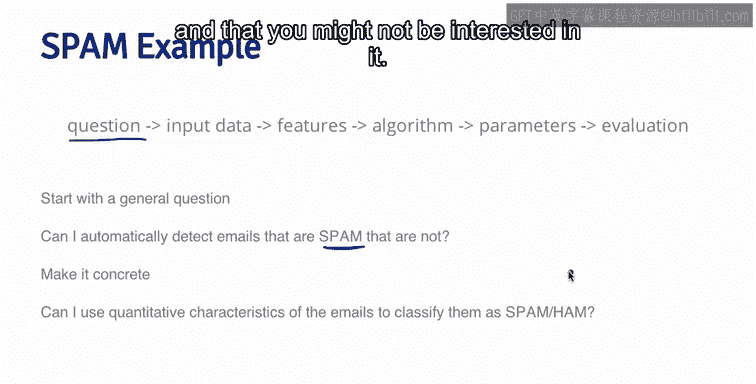 SPAM Example
and that you might not be interested in
it.
question -> input data -> features -> algorithm -> parameters -> evaluation
Start with a general question
Can I automatically detect emails that are SPAM that are not?
Make it concrete
Can I use quantitative characteristics of the emails to classify them as SPAM/HAM?